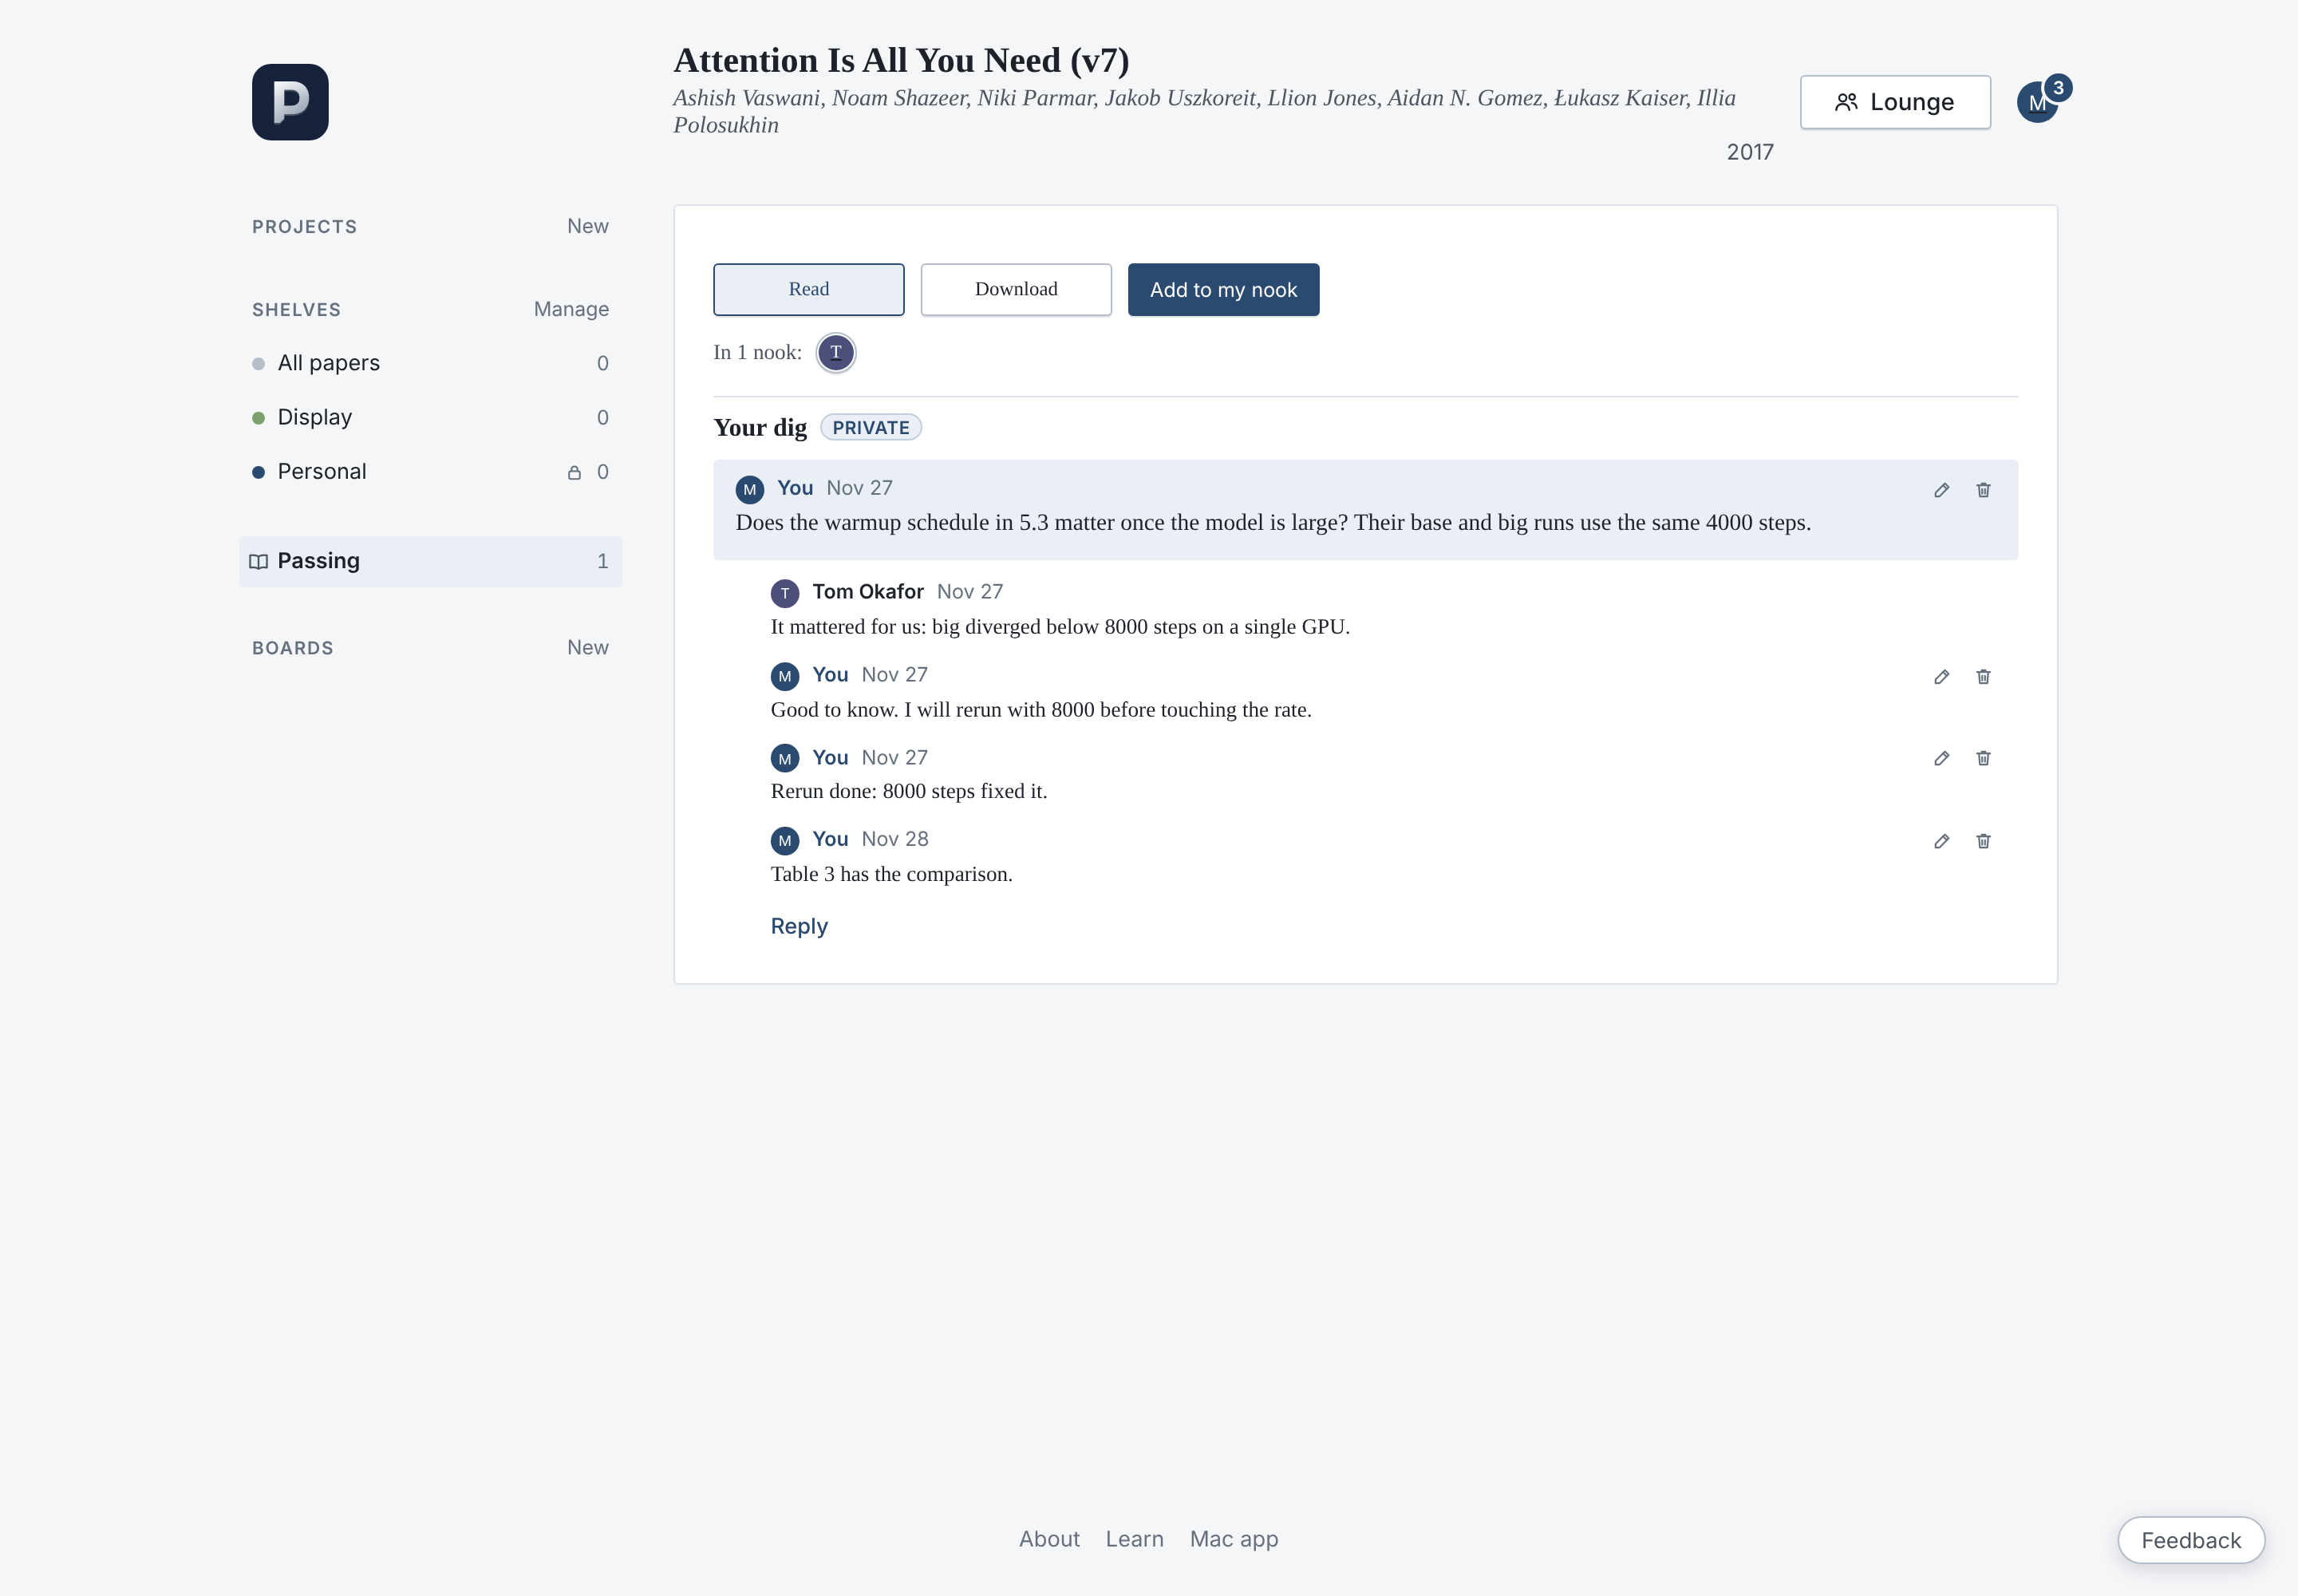 P
Attention Is All You Need (v7)
Ashish Vaswani, Noam Shazeer, Niki Parmar, Jakob Uszkoreit, Llion Jones, Aidan N. Gomez, Łukasz Kaiser, Illia
Polosukhin
2017
Lounge
M
3
PROJECTS New
SHELVES Manage
All papers 0
Display 0
Personal 0
Passing 1
BOARDS New
Read Download Add to my nook
In 1 nook: T
Your dig PRIVATE
M You Nov 27
Does the warmup schedule in 5.3 matter once the model is large? Their base and big runs use the same 4000 steps.
T Tom Okafor Nov 27
It mattered for us: big diverged below 8000 steps on a single GPU.
M You Nov 27
Good to know. I will rerun with 8000 before touching the rate.
M You Nov 27
Rerun done: 8000 steps fixed it.
M You Nov 28
Table 3 has the comparison.
Reply
About Learn Mac app
Feedback